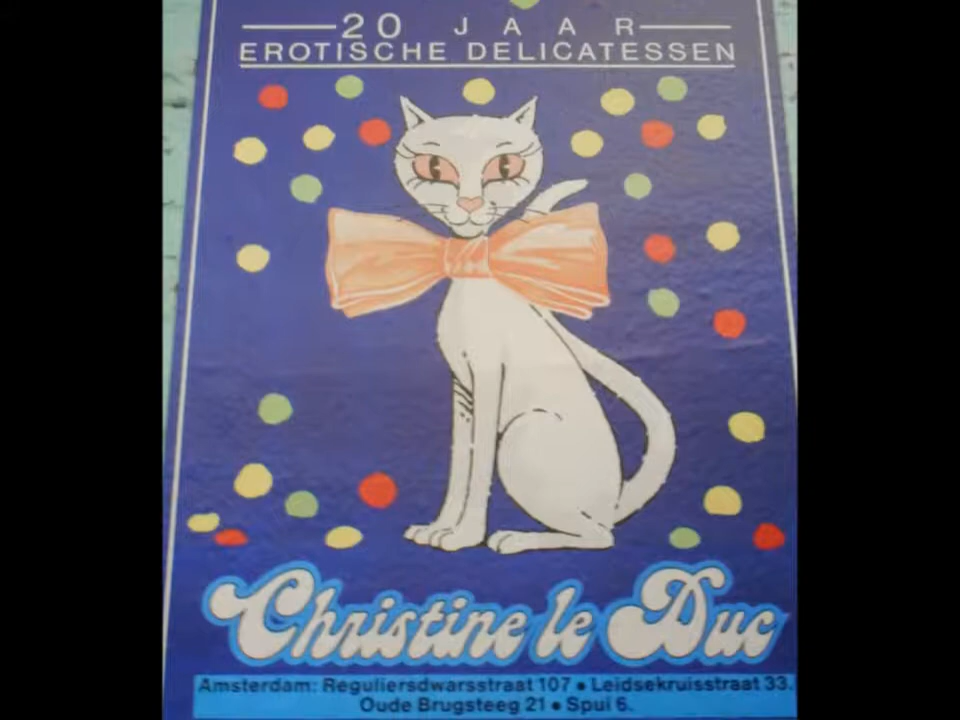 20 JAAR
EROTISCHE DELICATESSEN
Christine le Duc
Amsterdam: Reguliersdwarsstraat 107 • Leidsekruisstraat 33.
Oude Brugsteeg 21 • Spui 6.